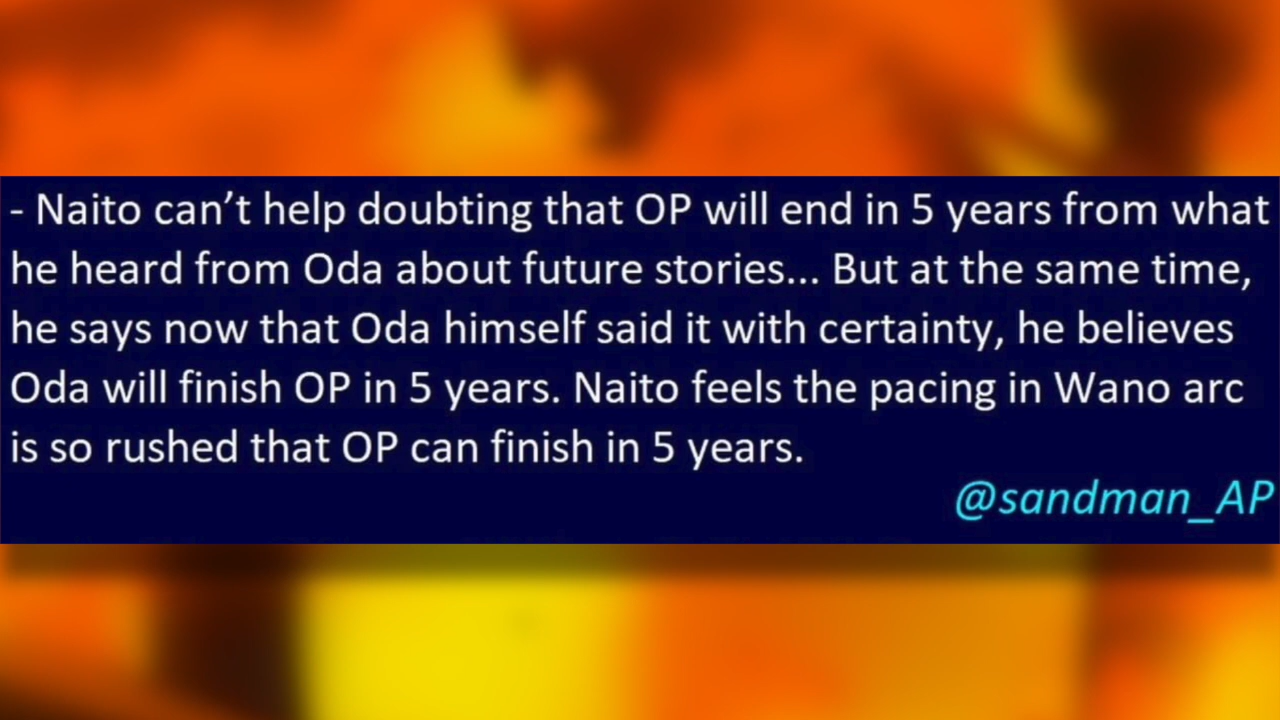 - Naito can’t help doubting that OP will end in 5 years from what
he heard from Oda about future stories... But at the same time,
he says now that Oda himself said it with certainty, he believes
Oda will finish OP in 5 years. Naito feels the pacing in Wano arc
is so rushed that OP can finish in 5 years.
@sandman_AP